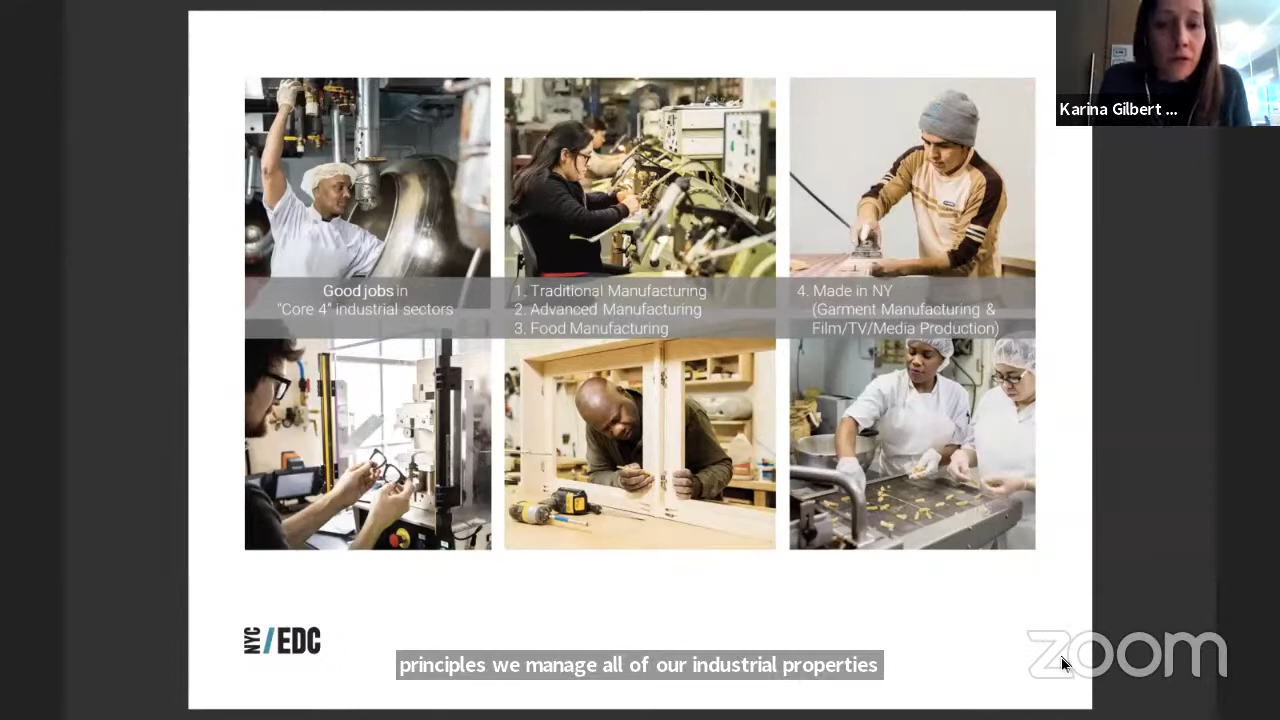 Karina Gilbert ...
Good jobs in
“Core 4” industrial sectors
1. Traditional Manufacturing
2. Advanced Manufacturing
3. Food Manufacturing
4. Made in NY
(Garment Manufacturing &
Film/TV/Media Production)
NYC / EDC
principles we manage all of our industrial properties
zoom